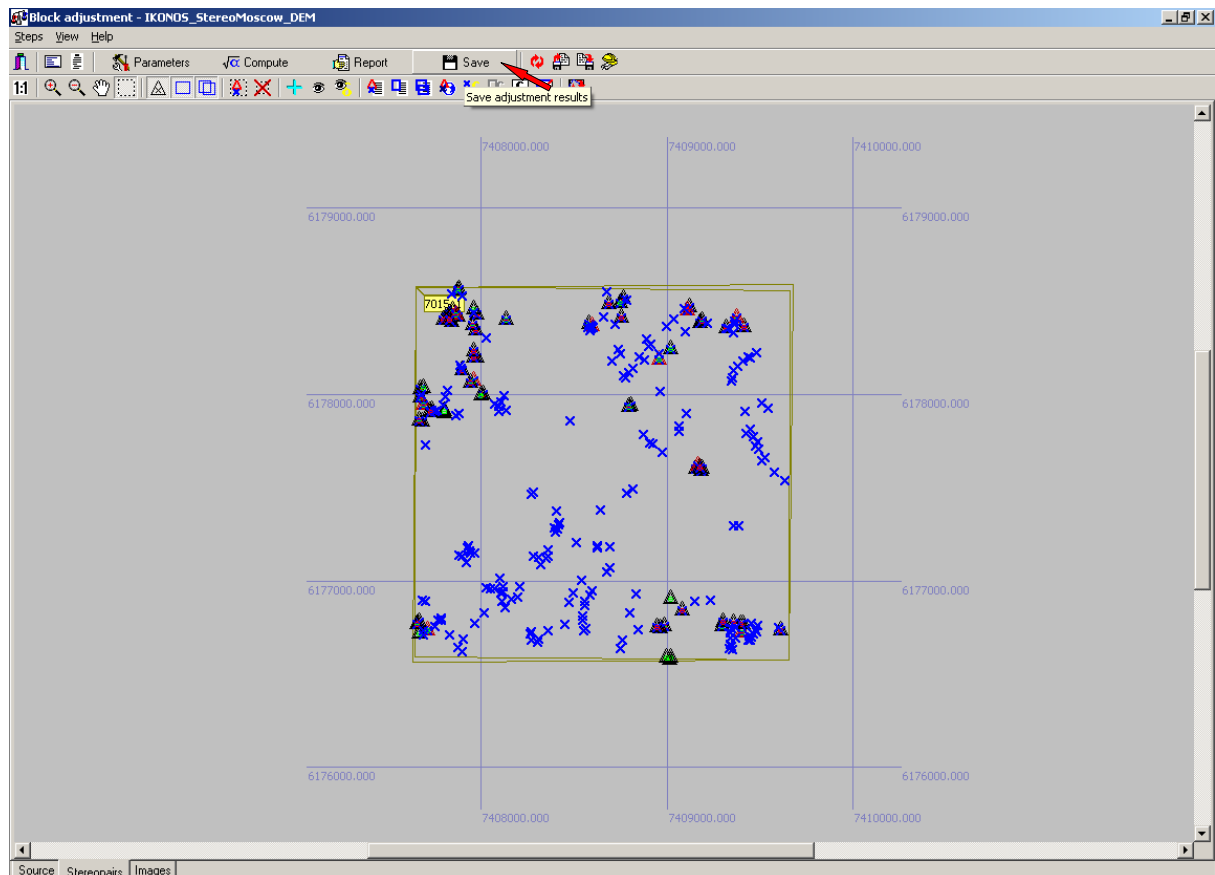 Block adjustment - IKONOS_StereoMoscow_DEM
Steps View Help
Parameters Compute Report Save
1:1
Save adjustment results
7408000.000 7409000.000 7410000.000
6179000.000 6179000.000
7015
6178000.000 6178000.000
6177000.000 6177000.000
6176000.000 6176000.000
7408000.000 7409000.000 7410000.000
Source Stereopairs Images